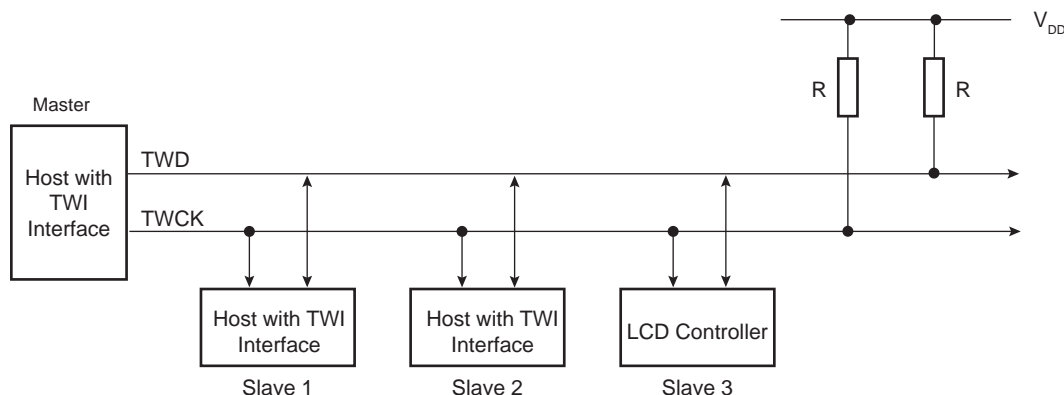 V_DD
R
R
Master
Host with
TWI
Interface
TWD
TWCK
Host with TWI
Interface
Slave 1
Host with TWI
Interface
Slave 2
LCD Controller
Slave 3